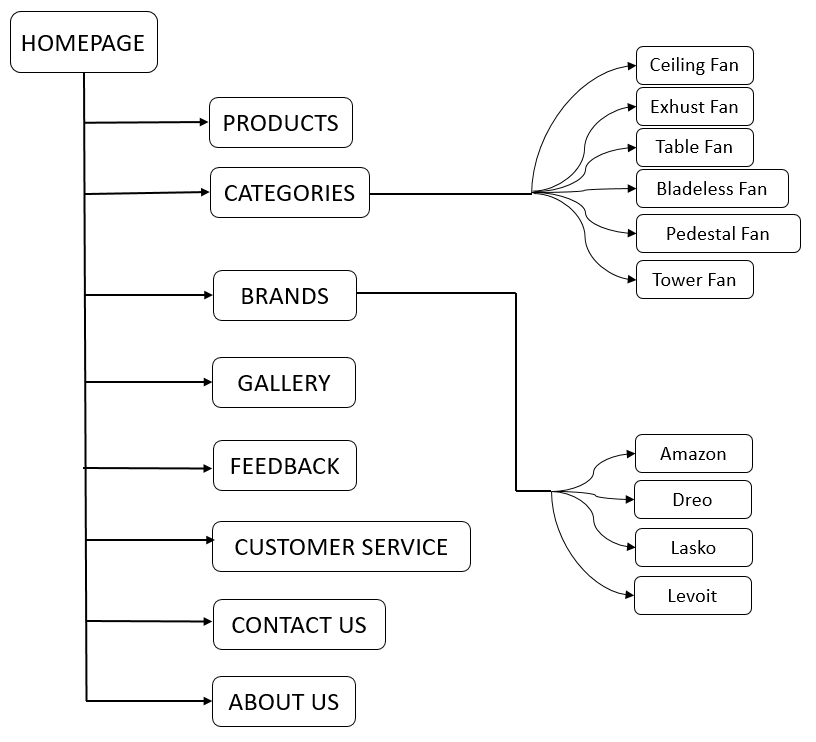 HOMEPAGE
PRODUCTS
CATEGORIES
Ceiling Fan
Exhust Fan
Table Fan
Bladeless Fan
Pedestal Fan
Tower Fan
BRANDS
Amazon
Dreo
Lasko
Levoit
GALLERY
FEEDBACK
CUSTOMER SERVICE
CONTACT US
ABOUT US